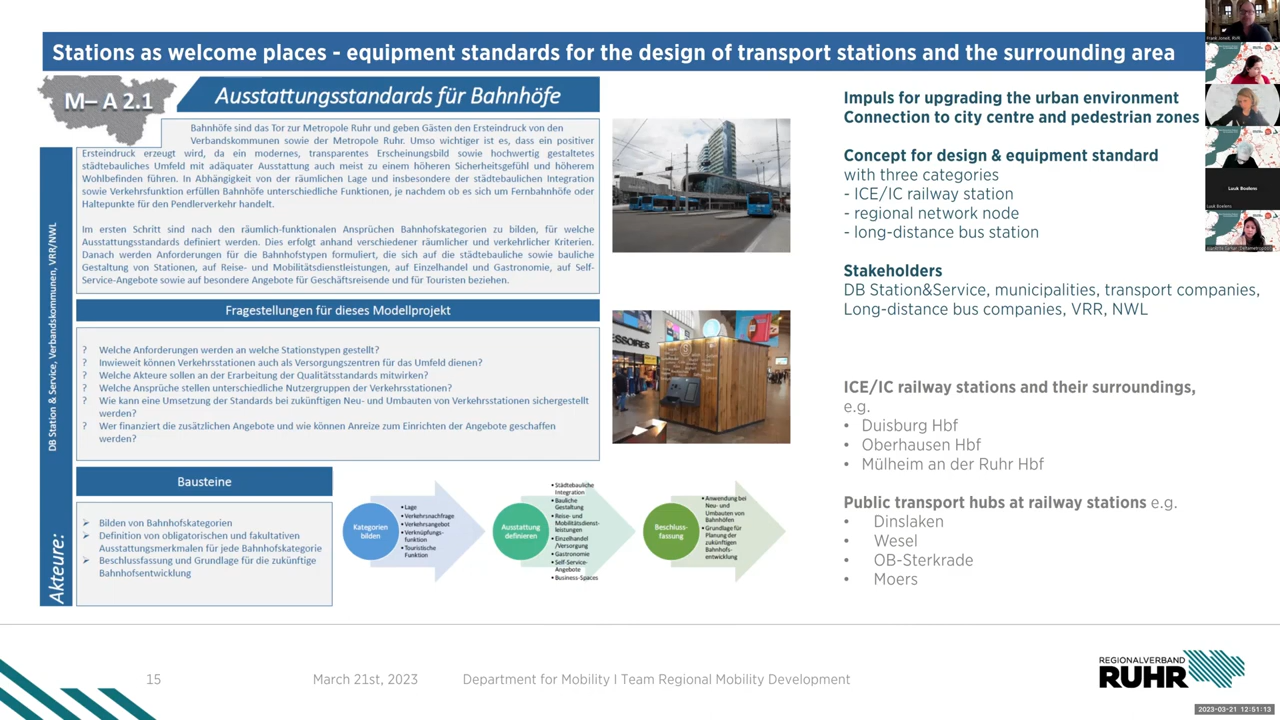 Stations as welcome places - equipment standards for the design of transport stations and the surrounding area
M– A 2.1
Ausstattungsstandards für Bahnhöfe
Bahnhöfe sind das Tor zur Metropole Ruhr und geben Gästen den Ersteindruck von den
Verbandskommunen sowie der Metropole Ruhr. Umso wichtiger ist es, dass ein positiver
Ersteindruck erzeugt wird, da ein modernes, transparentes Erscheinungsbild sowie hochwertig gestaltetes
städtebauliches Umfeld mit adäquater Ausstattung auch meist zu einem höheren Sicherheitsgefühl und höherem
Wohlbefinden führen. In Abhängigkeit von der räumlichen Lage und insbesondere der städtebaulichen Integration
sowie Verkehrsfunktion erfüllen Bahnhöfe unterschiedliche Funktionen, je nachdem ob es sich um Fernbahnhöfe oder
Haltepunkte für den Pendlerverkehr handelt.
Im ersten Schritt sind nach den räumlich-funktionalen Ansprüchen Bahnhofskategorien zu bilden, für welche
Ausstattungsstandards definiert werden. Dies erfolgt anhand verschiedener räumlicher und verkehrlicher Kriterien.
Danach werden Anforderungen für die Bahnhofstypen formuliert, die sich auf die städtebauliche sowie bauliche
Gestaltung von Stationen, auf Reise- und Mobilitätsdienstleistungen, auf Einzelhandel und Gastronomie, auf Self-
Service-Angebote sowie auf besondere Angebote für Geschäftsreisende und für Touristen beziehen.
Fragestellungen für dieses Modellprojekt
? Welche Anforderungen werden an welche Stationstypen gestellt?
? Inwieweit können Verkehrsstationen auch als Versorgungszentren für das Umfeld dienen?
? Welche Akteure sollen an der Erarbeitung der Qualitätsstandards mitwirken?
? Welche Ansprüche stellen unterschiedliche Nutzergruppen der Verkehrsstationen?
? Wie kann eine Umsetzung der Standards bei zukünftigen Neu- und Umbauten von Verkehrsstationen sichergestellt
werden?
? Wer finanziert die zusätzlichen Angebote und wie können Anreize zum Einrichten der Angebote geschaffen
werden?
Akteure:
DB Station & Service, Verbandskommunen, VRR/NWL
Bausteine
➢ Bilden von Bahnhofskategorien
➢ Definition von obligatorischen und fakultativen
Ausstattungsmerkmalen für jede Bahnhofskategorie
➢ Beschlussfassung und Grundlage für die zukünftige
Bahnhofsentwicklung
Kategorien
bilden
• Lage
• Verkehrsnachfrage
• Verkehrsangebot
• Verknüpfungs-
funktion
• Touristische
Funktion
Ausstattung
definieren
• Städtebauliche
Integration
• Bauliche
Gestaltung
• Reise- und
Mobilitätsdienst-
leistungen
• Einzelhandel
/Versorgung
• Gastronomie
• Self-Service-
Angebote
• Business-Spaces
Beschluss-
fassung
• Anwendung bei
Neu- und
Umbauten von
Bahnhöfen
• Grundlage für
Planung der
zukünftigen
Bahnhofs-
entwicklung
Impuls for upgrading the urban environment
Connection to city centre and pedestrian zones
Concept for design & equipment standard
with three categories
- ICE/IC railway station
- regional network node
- long-distance bus station
Stakeholders
DB Station&Service, municipalities, transport companies,
Long-distance bus companies, VRR, NWL
ICE/IC railway stations and their surroundings,
e.g.
• Duisburg Hbf
• Oberhausen Hbf
• Mülheim an der Ruhr Hbf
Public transport hubs at railway stations e.g.
• Dinslaken
• Wesel
• OB-Sterkrade
• Moers
Luuk Boelens
Luuk Boelens
15
March 21st, 2023
Department for Mobility I Team Regional Mobility Development
REGIONALVERBAND
RUHR
2023-03-21 12:51:13